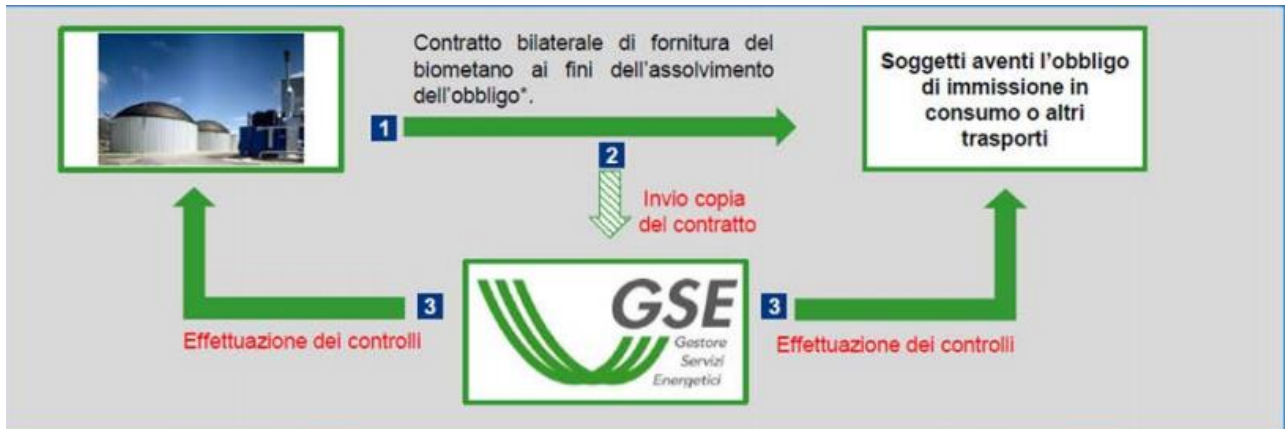 Contratto bilaterale di fornitura del
biometano ai fini dell'assolvimento
dell'obbligo*.
1
Soggetti aventi l'obbligo
di immissione in
consumo o altri
trasporti
2
Invio copia
del contratto
3
Effettuazione dei controlli
GSE
Gestore
Servizi
Energetici
3
Effettuazione dei controlli